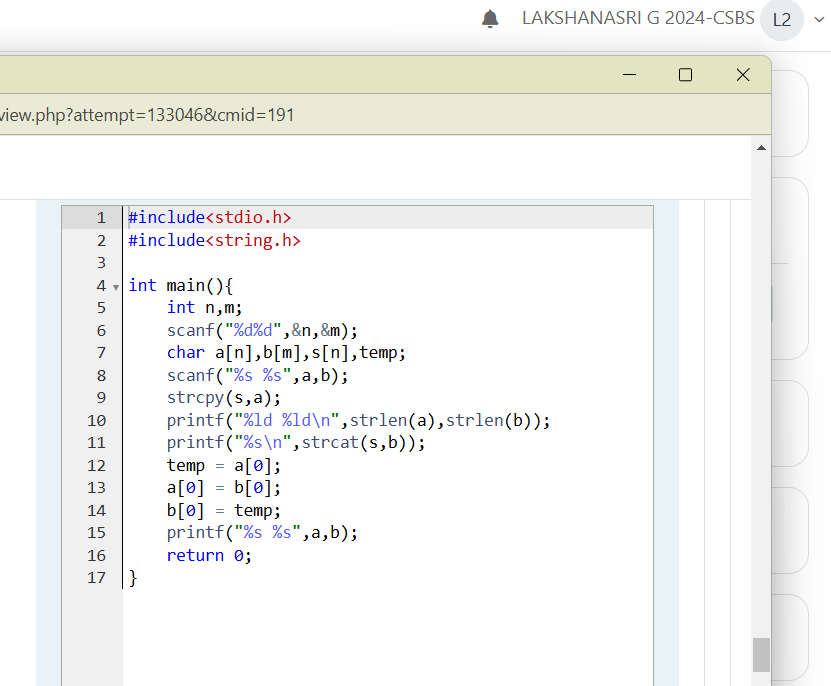 LAKSHANASRI G 2024-CSBS L2
view.php?attempt=133046&cmid=191
1 #include<stdio.h>
2 #include<string.h>
3
4 int main(){
5 int n,m;
6 scanf("%d%d",&n,&m);
7 char a[n],b[m],s[n],temp;
8 scanf("%s %s",a,b);
9 strcpy(s,a);
10 printf("%ld %ld\n",strlen(a),strlen(b));
11 printf("%s\n",strcat(s,b));
12 temp = a[0];
13 a[0] = b[0];
14 b[0] = temp;
15 printf("%s %s",a,b);
16 return 0;
17 }